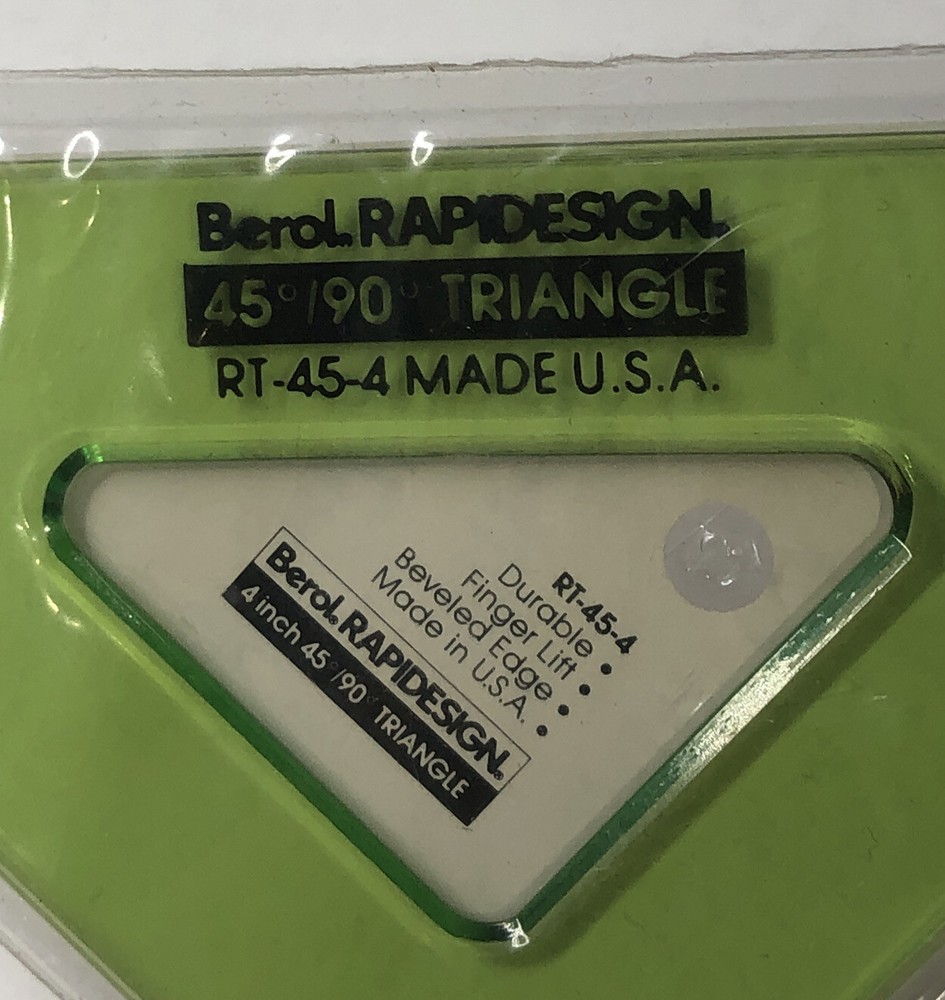 Berol® RAPIDESIGN®
45°/90° TRIANGLE
RT-45-4 MADE U.S.A.
Berol® RAPIDESIGN®
4 inch 45°/90° TRIANGLE
RT-45-4
Durable •
Finger Lift •
Beveled Edge •
Made in U.S.A. •